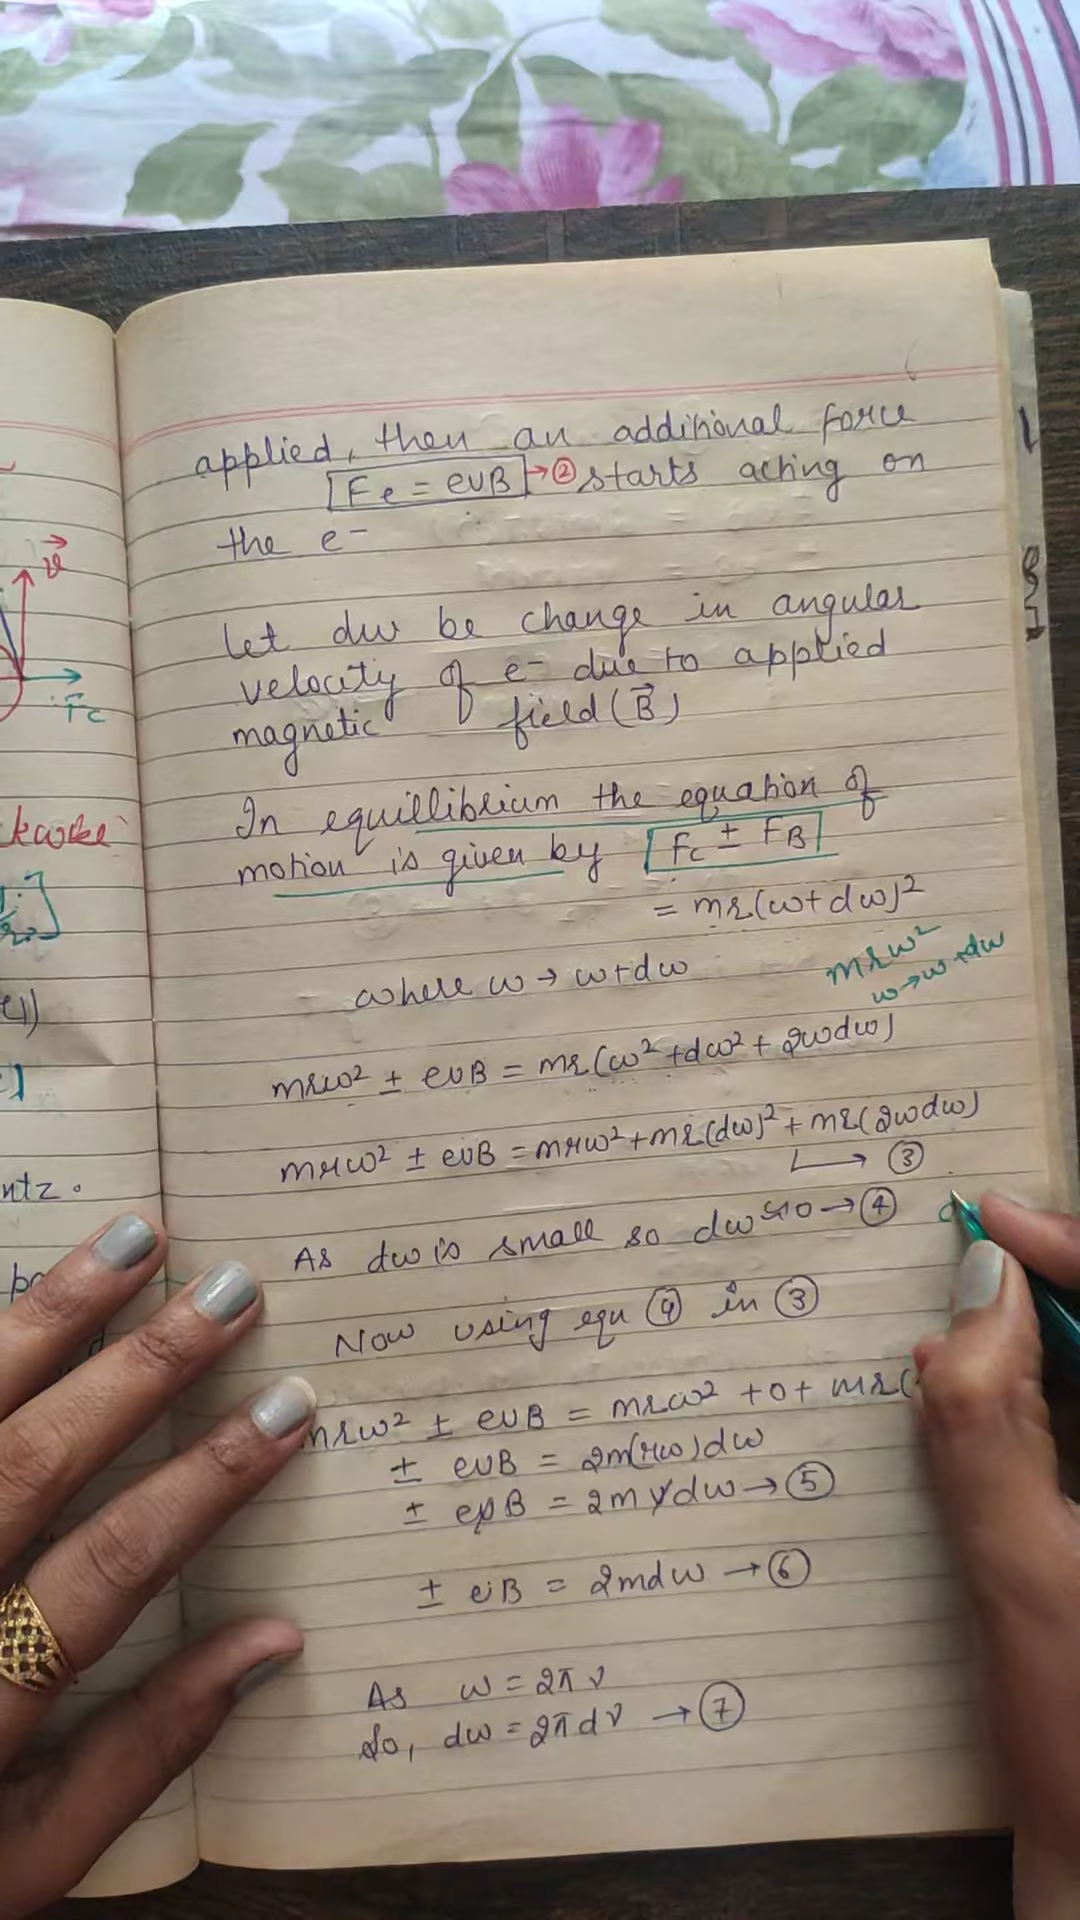 applied, then an additional force
Fe = evB → ② starts acting on
the e-
Let dw be change in angular
velocity of e- due to applied
magnetic field (B⃗)
In equillibrium the equation of
motion is given by Fc ± FB
= mr(ω+dω)²
where ω → ω+dω
mrω²
ω→ω+dω
mrω² ± evB = mr(ω²+dω²+2ωdω)
mrω² ± evB = mrω²+mr(dω)²+mr(2ωdω)
→ ③
As dω is small so dω≈0 → ④
Now using equ ④ in ③
mrω² ± evB = mrω² +0+ mr(
± evB = 2m(rω)dω
± evB = 2mvdω → ⑤
± eB = 2mdω → ⑥
As ω = 2πν
So, dω = 2πdν → ⑦
v⃗
F⃗c
ntz.